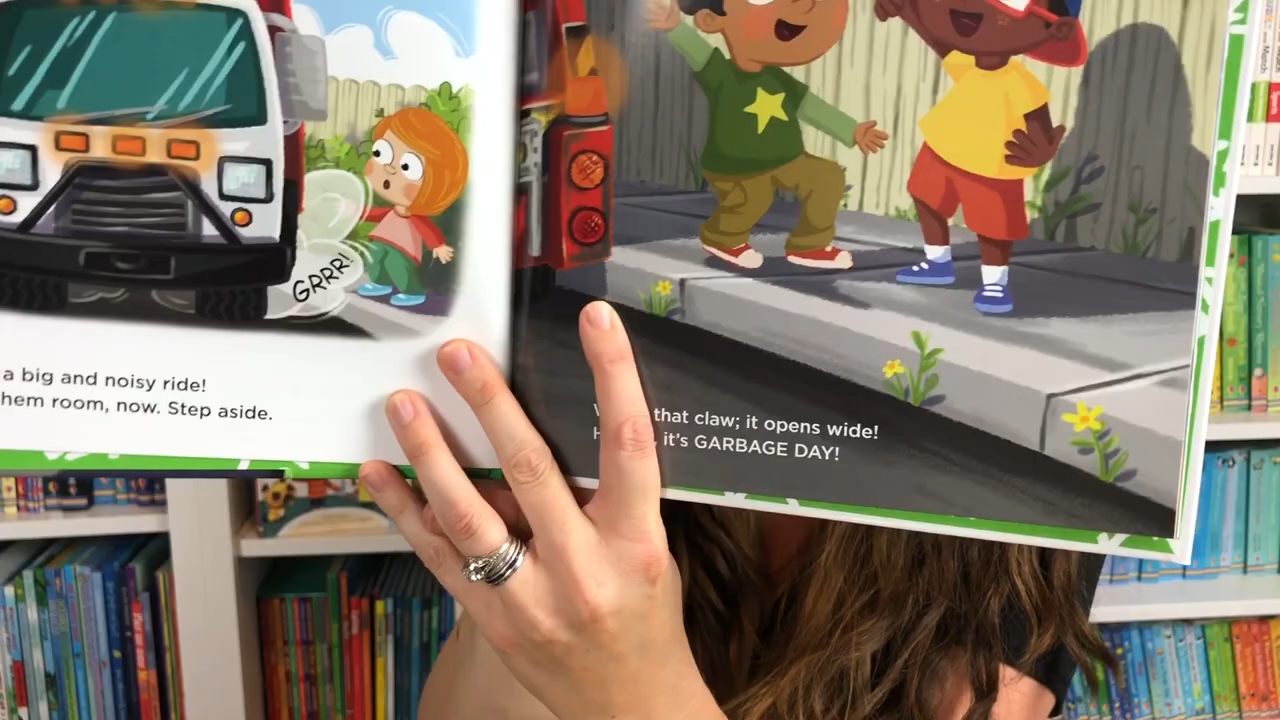 GRRR!
a big and noisy ride!
hem room, now. Step aside.
that claw; it opens wide!
it's GARBAGE DAY!